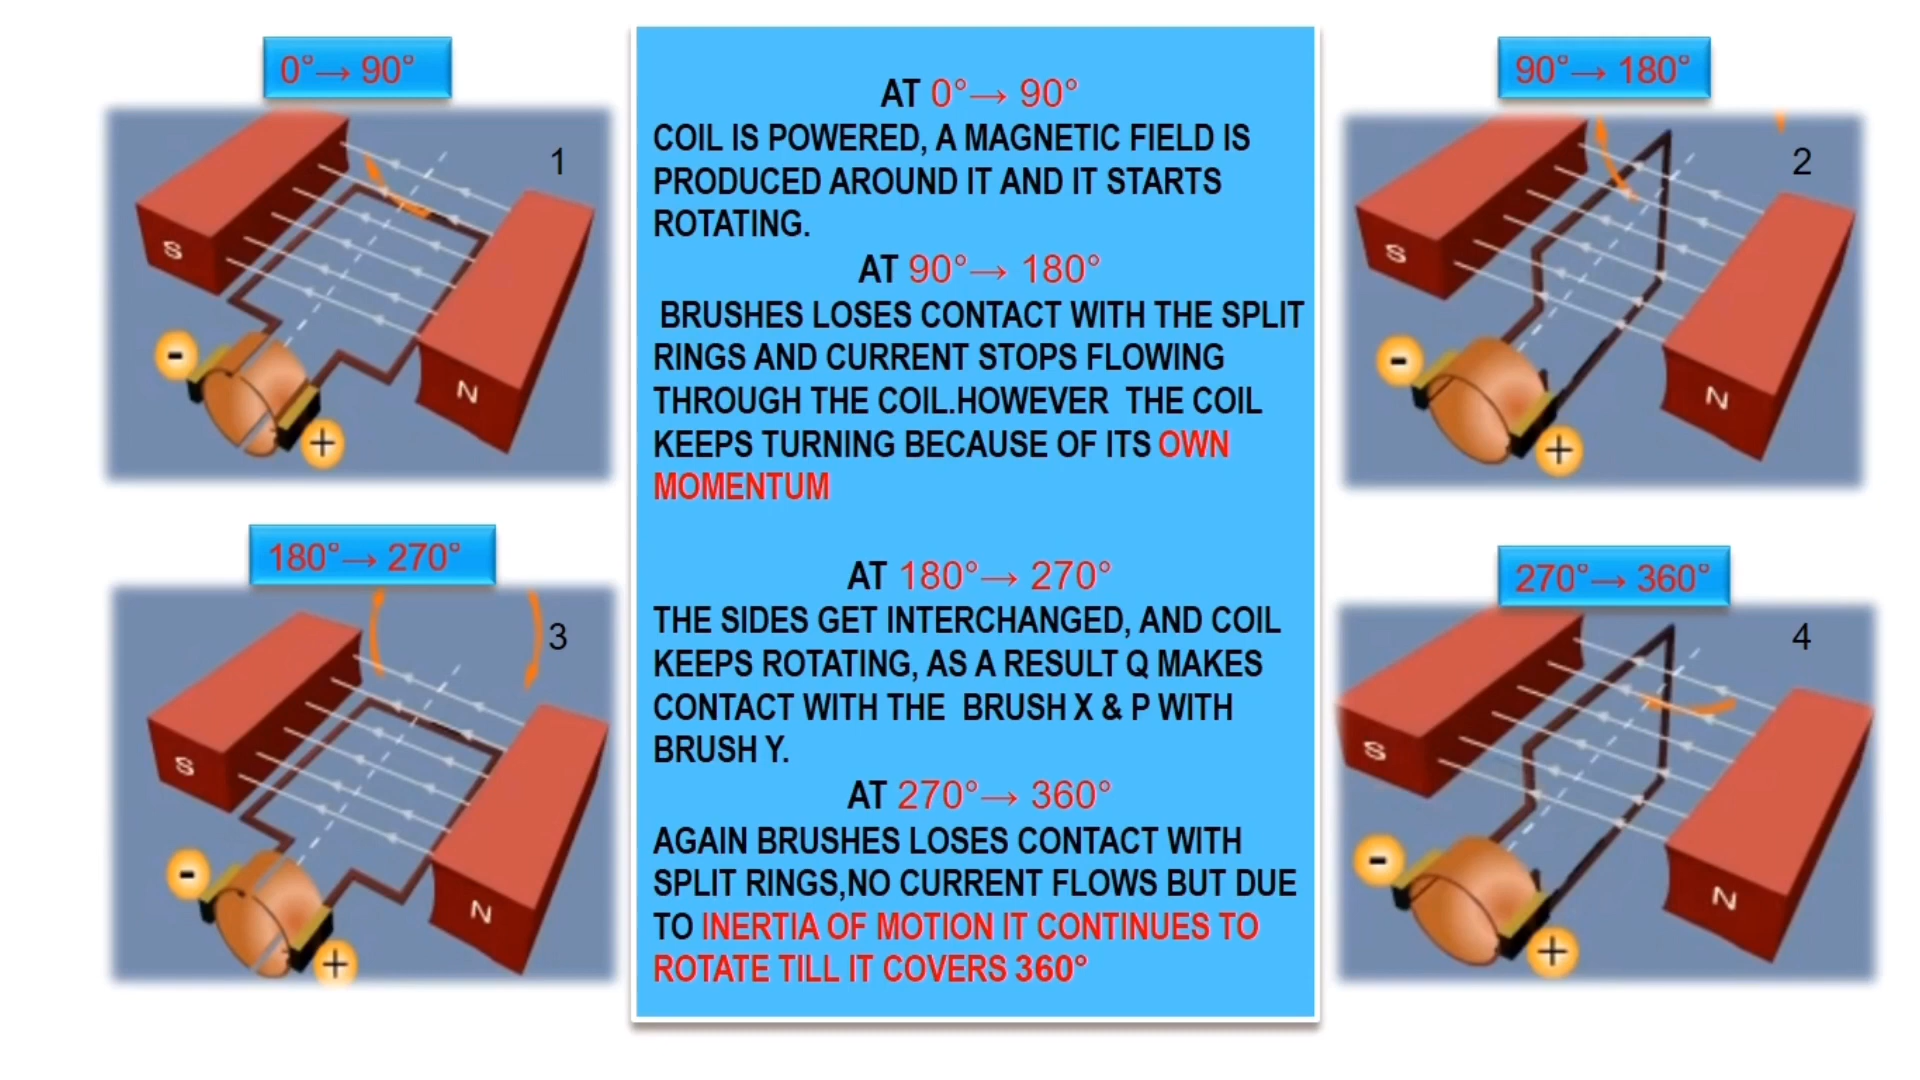 0°→ 90°
1
S
N
-
+
AT 0°→ 90°
COIL IS POWERED, A MAGNETIC FIELD IS
PRODUCED AROUND IT AND IT STARTS
ROTATING.
AT 90°→ 180°
BRUSHES LOSES CONTACT WITH THE SPLIT
RINGS AND CURRENT STOPS FLOWING
THROUGH THE COIL.HOWEVER THE COIL
KEEPS TURNING BECAUSE OF ITS OWN
MOMENTUM
AT 180°→ 270°
THE SIDES GET INTERCHANGED, AND COIL
KEEPS ROTATING, AS A RESULT Q MAKES
CONTACT WITH THE BRUSH X & P WITH
BRUSH Y.
AT 270°→ 360°
AGAIN BRUSHES LOSES CONTACT WITH
SPLIT RINGS,NO CURRENT FLOWS BUT DUE
TO INERTIA OF MOTION IT CONTINUES TO
ROTATE TILL IT COVERS 360°
90°→ 180°
2
S
N
-
+
180°→ 270°
3
S
N
-
+
270°→ 360°
4
S
N
-
+